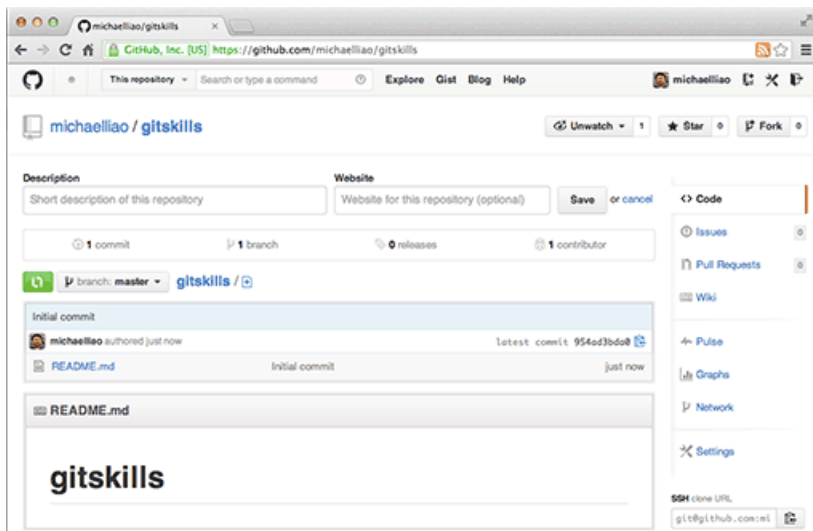 michaelliao/gitskills
GitHub, Inc. [US] https://github.com/michaelliao/gitskills
This repository Search or type a command Explore Gist Blog Help michaelliao
michaelliao / gitskills Unwatch 1 Star 0 Fork 0
Description Website
Short description of this repository Website for this repository (optional) Save or cancel
Code
1 commit 1 branch 0 releases 1 contributor
Issues 0
Pull Requests 0
branch: master gitskills /
Wiki
Initial commit
michaelliao authored just now latest commit 954ad3bda0
Pulse
README.md Initial commit just now
Graphs
README.md
Network
gitskills
Settings
SSH clone URL
git@github.com:mi